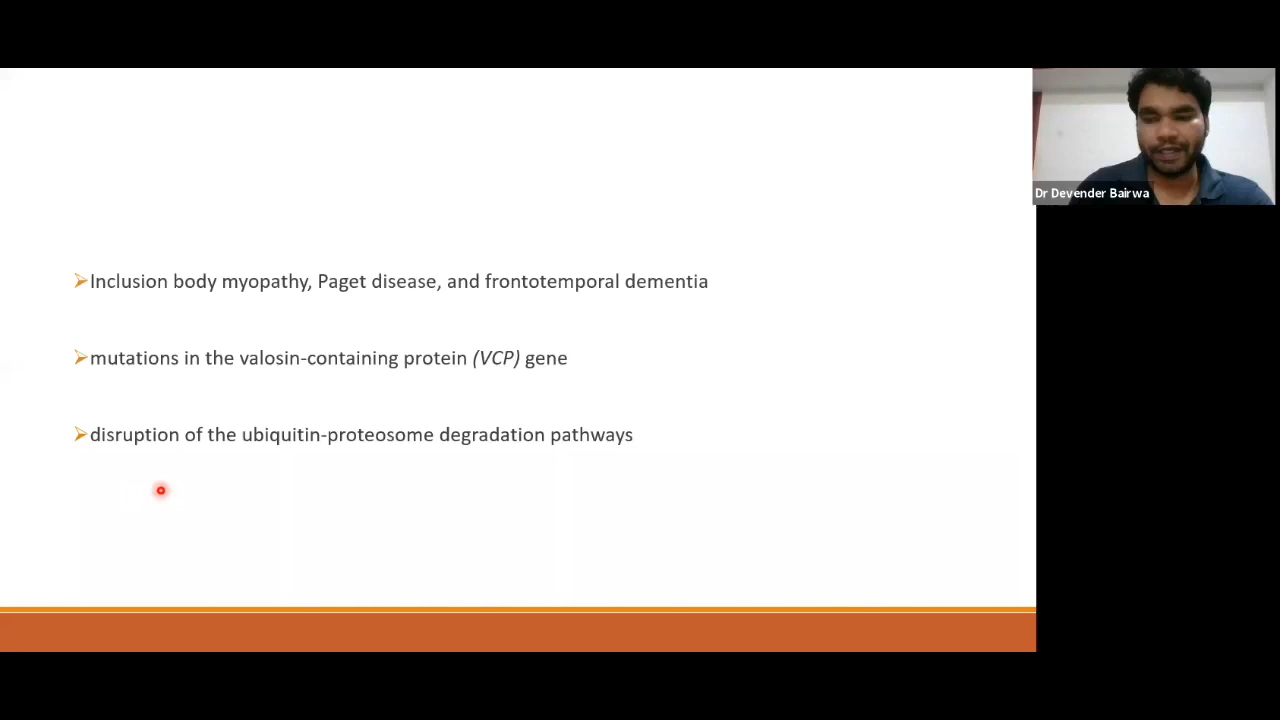 Dr Devender Bairwa
➢Inclusion body myopathy, Paget disease, and frontotemporal dementia
➢mutations in the valosin-containing protein (VCP) gene
➢disruption of the ubiquitin-proteosome degradation pathways